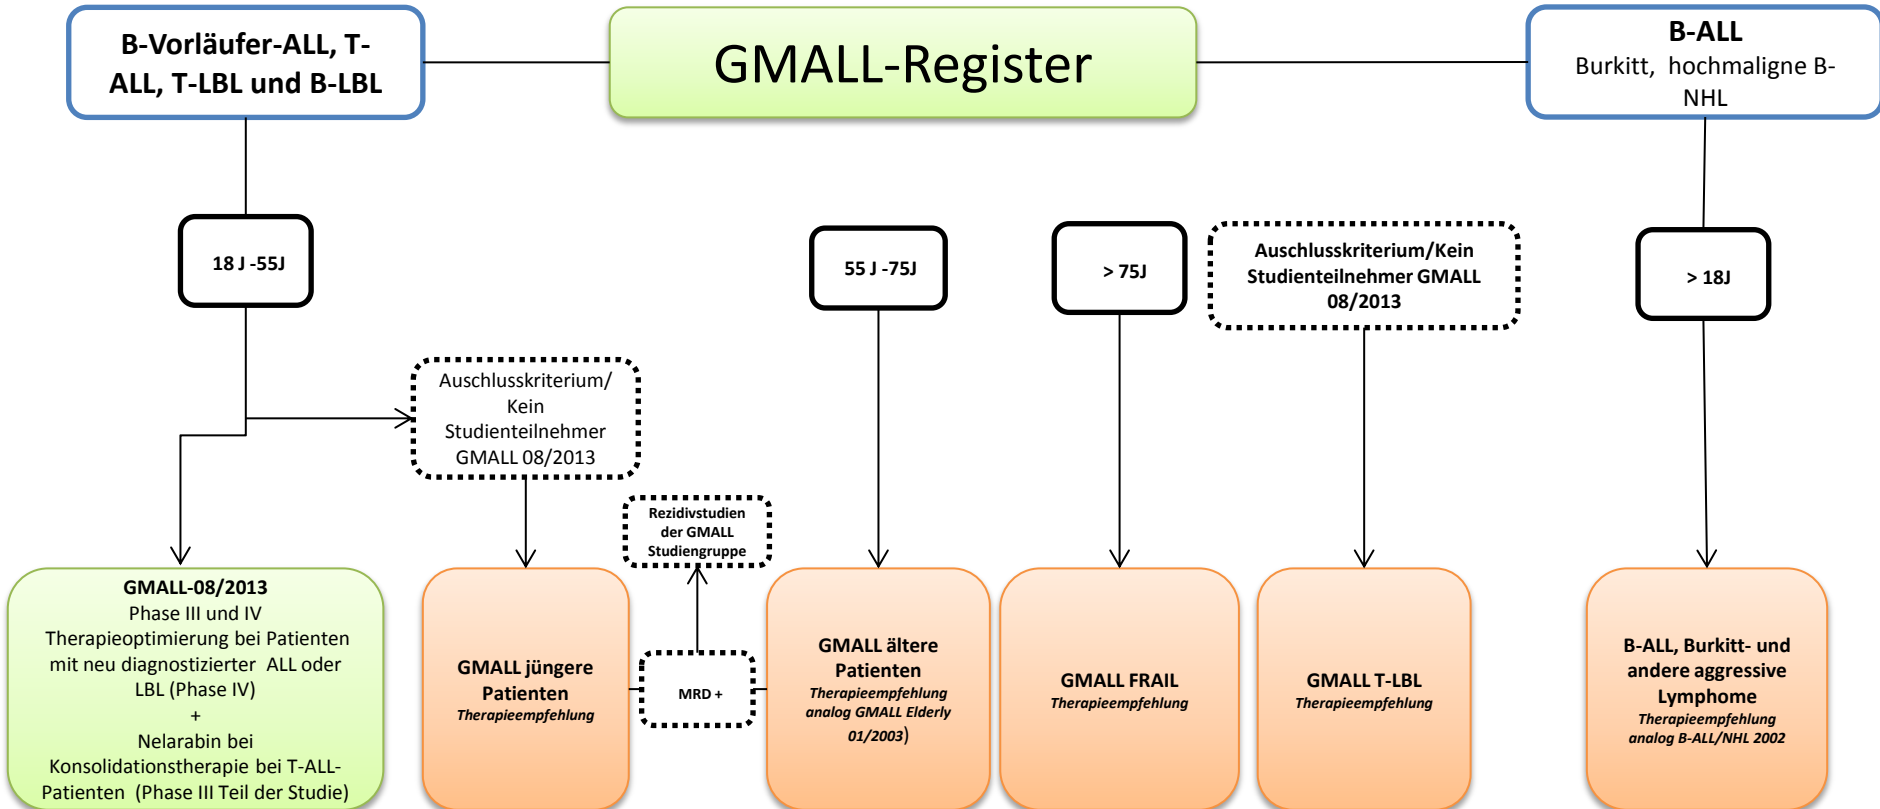 B-Vorläufer-ALL, T-
ALL, T-LBL und B-LBL
GMALL-Register
B-ALL
Burkitt, hochmaligne B-
NHL
18 J -55J
55 J -75J
> 75J
Auschlusskriterium/Kein
Studienteilnehmer GMALL
08/2013
> 18J
Auschlusskriterium/
Kein
Studienteilnehmer
GMALL 08/2013
Rezidivstudien
der GMALL
Studiengruppe
GMALL-08/2013
Phase III und IV
Therapieoptimierung bei Patienten
mit neu diagnostizierter ALL oder
LBL (Phase IV)
+
Nelarabin bei
Konsolidationstherapie bei T-ALL-
Patienten (Phase III Teil der Studie)
GMALL jüngere
Patienten
Therapieempfehlung
MRD +
GMALL ältere
Patienten
Therapieempfehlung
analog GMALL Elderly
01/2003)
GMALL FRAIL
Therapieempfehlung
GMALL T-LBL
Therapieempfehlung
B-ALL, Burkitt- und
andere aggressive
Lymphome
Therapieempfehlung
analog B-ALL/NHL 2002